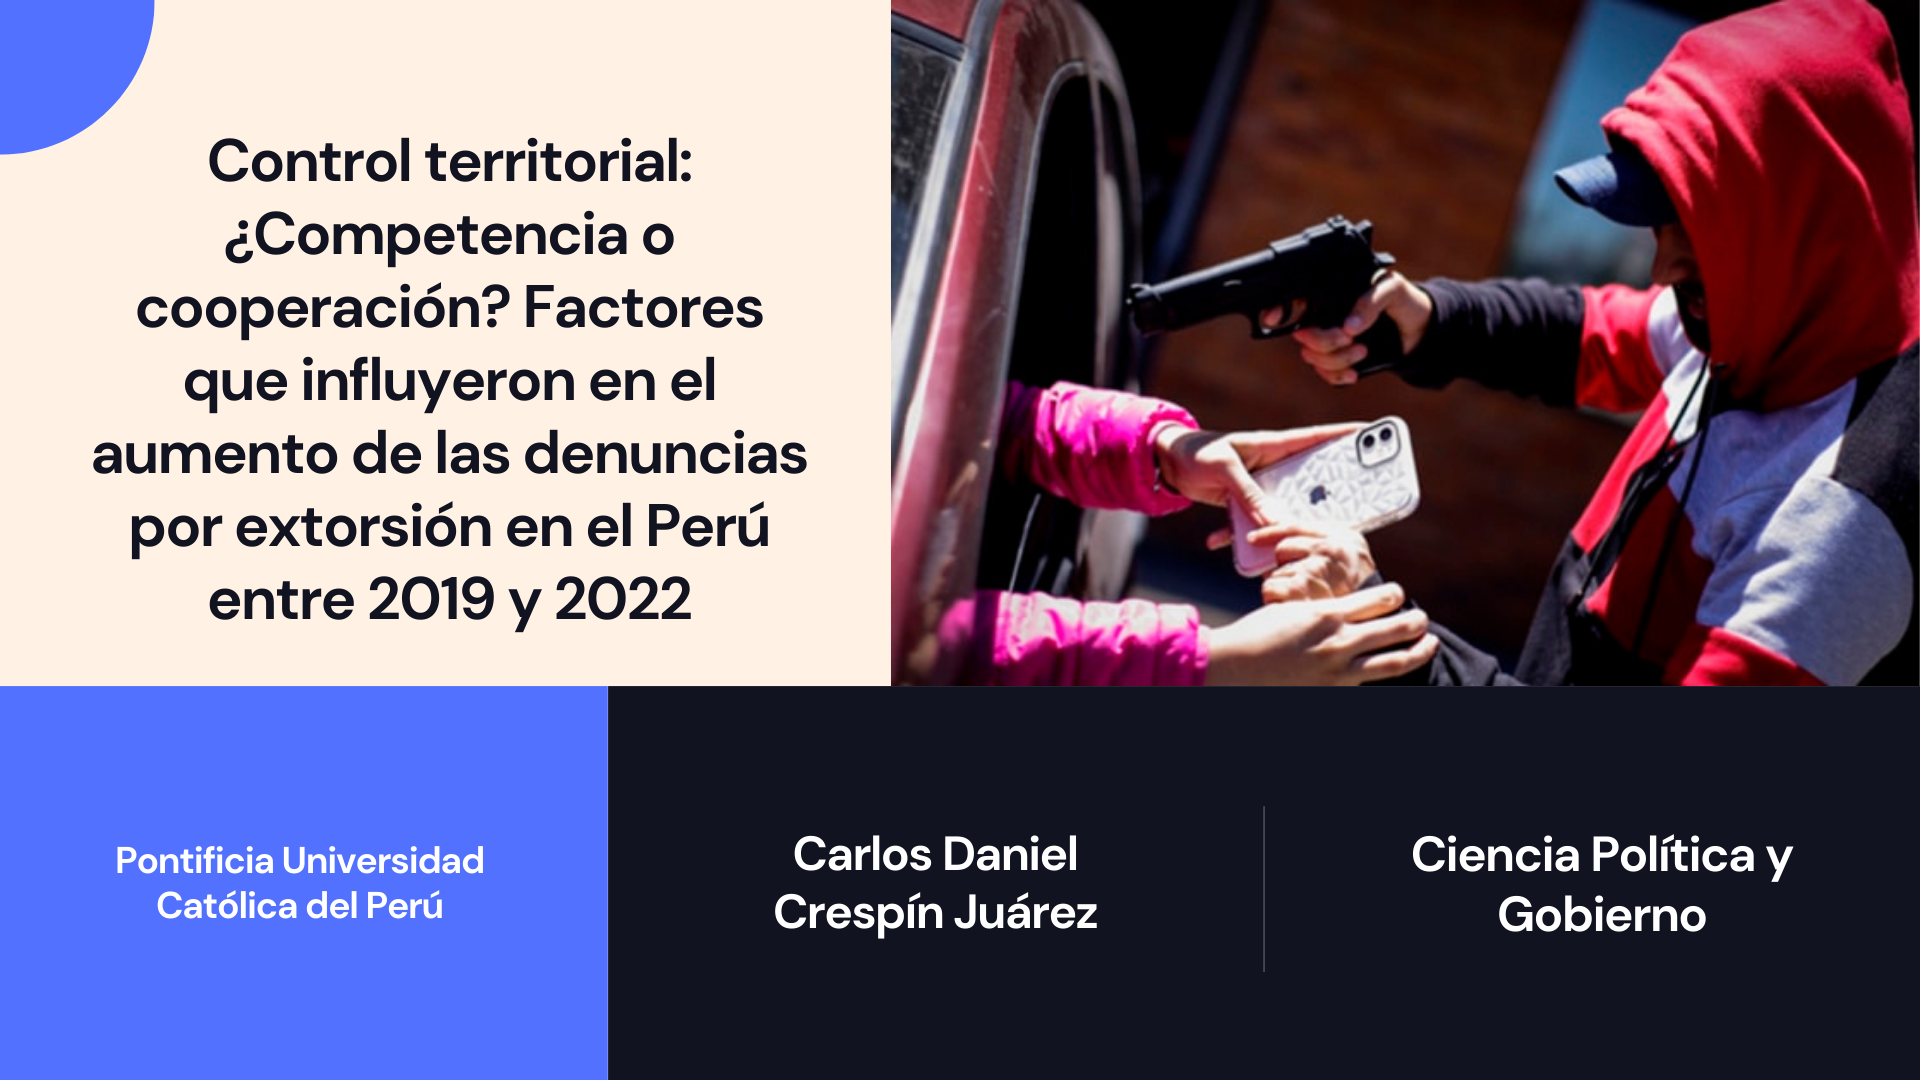 Control territorial:
¿Competencia o
cooperación? Factores
que influyeron en el
aumento de las denuncias
por extorsión en el Perú
entre 2019 y 2022
Pontificia Universidad
Católica del Perú
Carlos Daniel
Crespín Juárez
Ciencia Política y
Gobierno